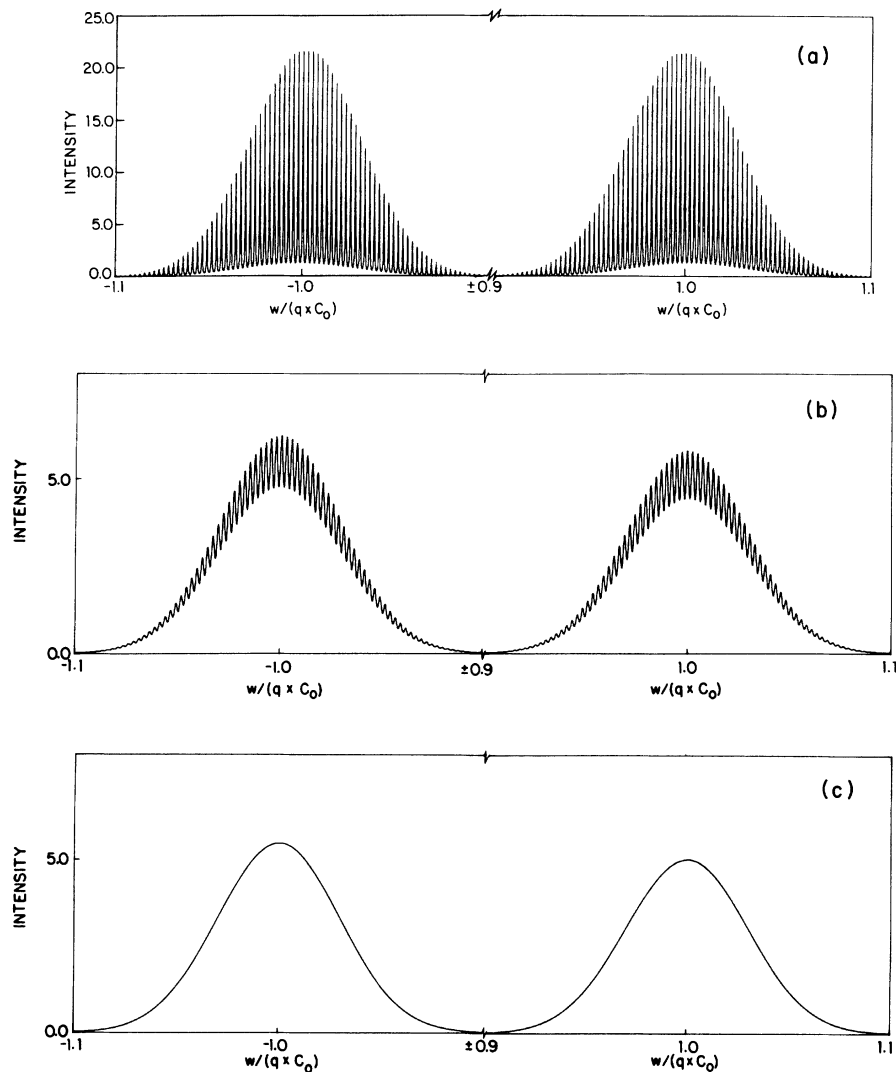 25.0
(a)
20.0
15.0
INTENSITY
10.0
5.0
0.0
-1.1 -1.0 ±0.9 1.0 1.1
w/(q x C₀) w/(q x C₀)
(b)
INTENSITY
5.0
0.0
-1.1 -1.0 ±0.9 1.0 1.1
w/(q x C₀) w/(q x C₀)
(c)
INTENSITY
5.0
0.0
-1.1 -1.0 ±0.9 1.0 1.1
w/(q x C₀) w/(q x C₀)